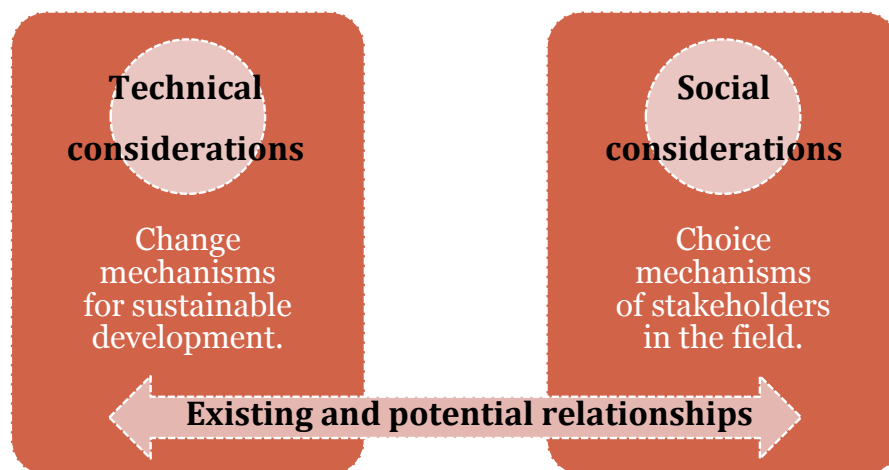 Technical
considerations
Change
mechanisms
for sustainable
development.
Social
considerations
Choice
mechanisms
of stakeholders
in the field.
Existing and potential relationships